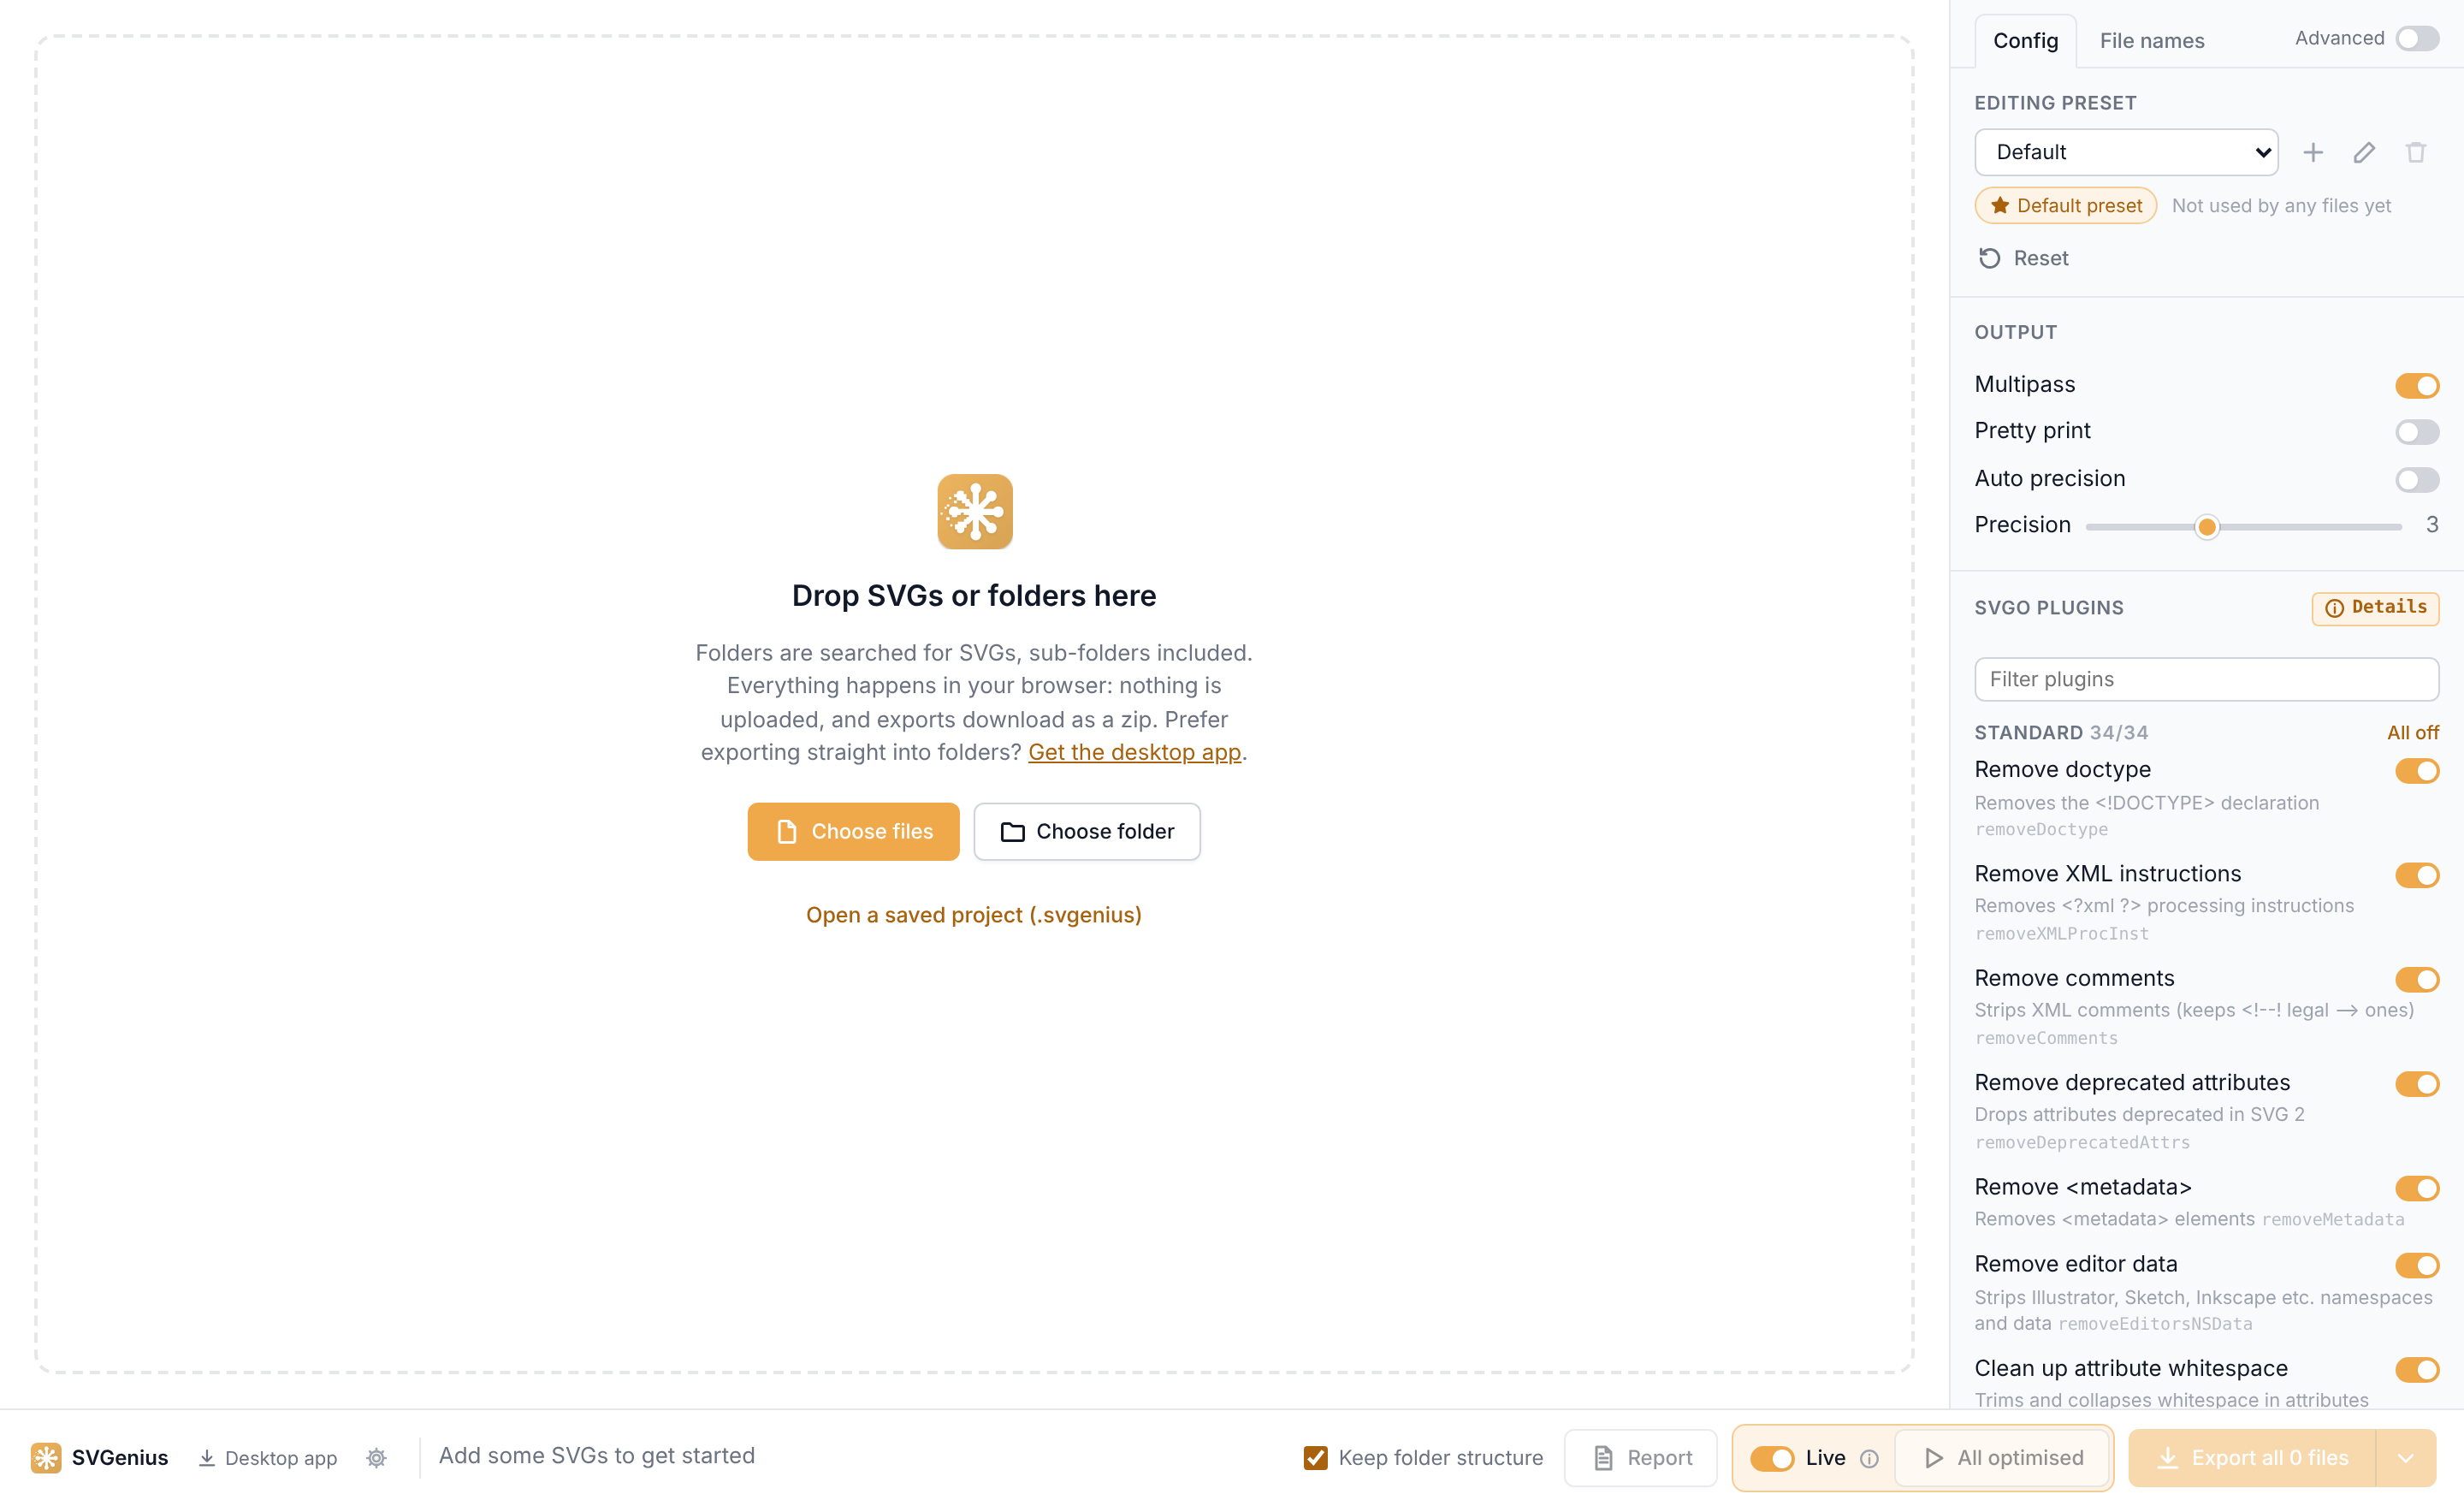 Drop SVGs or folders here
Folders are searched for SVGs, sub-folders included.
Everything happens in your browser: nothing is
uploaded, and exports download as a zip. Prefer
exporting straight into folders? Get the desktop app.
Choose files
Choose folder
Open a saved project (.svgenius)
Config
File names
Advanced
EDITING PRESET
Default
Default preset
Not used by any files yet
Reset
OUTPUT
Multipass
Pretty print
Auto precision
Precision
3
SVGO PLUGINS
Details
Filter plugins
STANDARD 34/34
All off
Remove doctype
Removes the <!DOCTYPE> declaration
removeDoctype
Remove XML instructions
Removes <?xml ?> processing instructions
removeXMLProcInst
Remove comments
Strips XML comments (keeps <!--! legal --> ones)
removeComments
Remove deprecated attributes
Drops attributes deprecated in SVG 2
removeDeprecatedAttrs
Remove <metadata>
Removes <metadata> elements removeMetadata
Remove editor data
Strips Illustrator, Sketch, Inkscape etc. namespaces
and data removeEditorsNSData
Clean up attribute whitespace
Trims and collapses whitespace in attributes
SVGenius
Desktop app
Add some SVGs to get started
Keep folder structure
Report
Live
All optimised
Export all 0 files